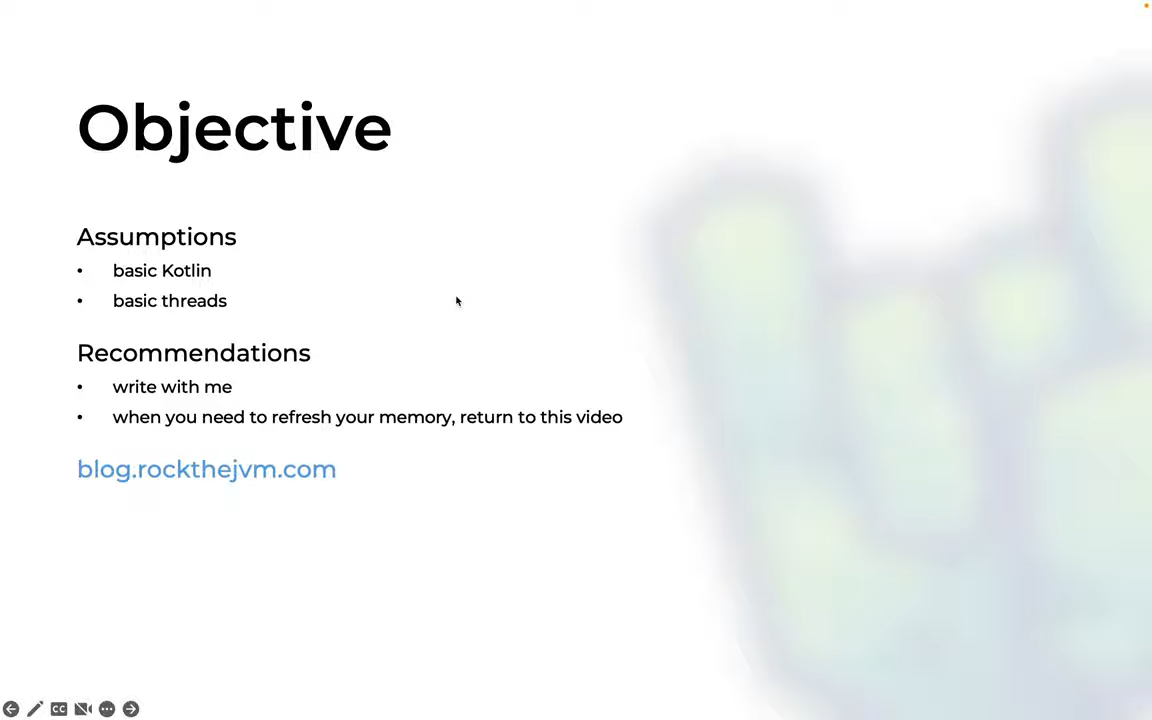 Objective
Assumptions
• basic Kotlin
• basic threads
Recommendations
• write with me
• when you need to refresh your memory, return to this video
blog.rockthejvm.com
CC